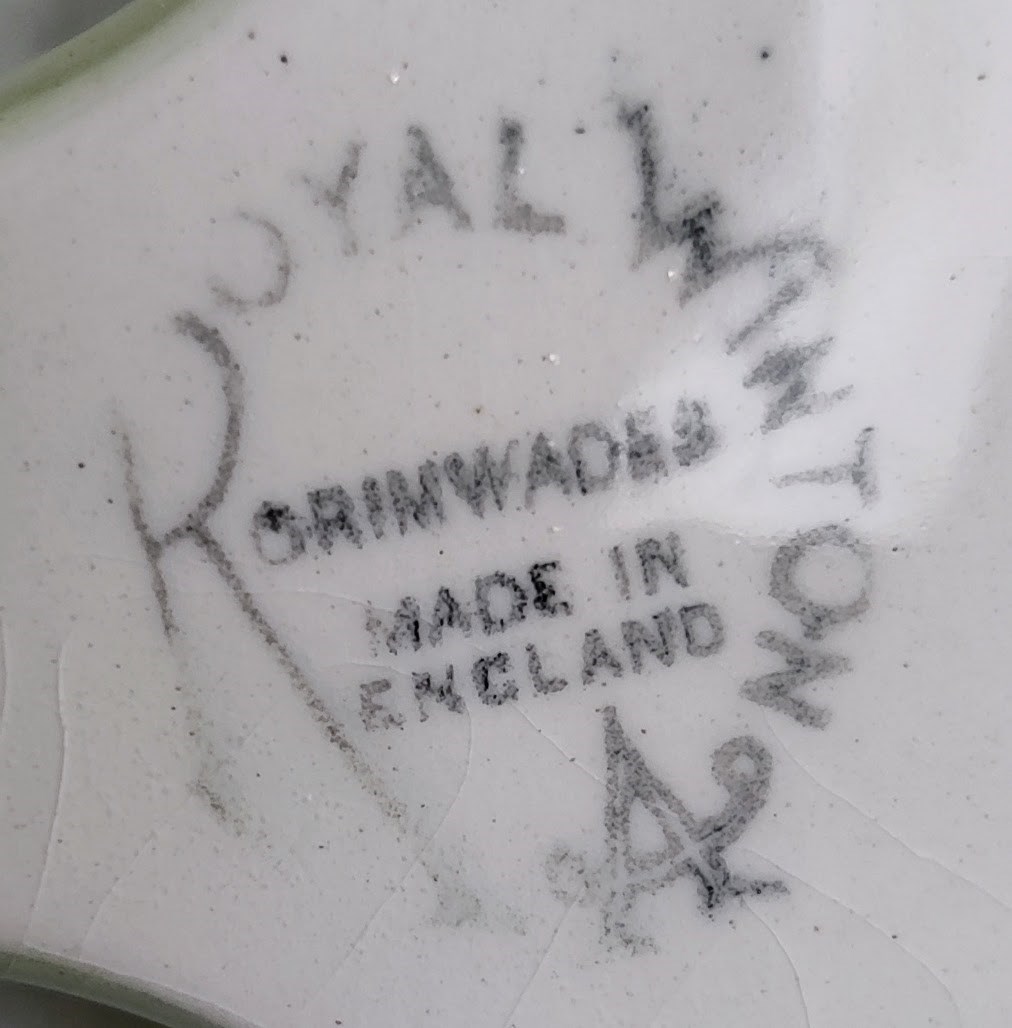 ROYAL WINTON
GRIMWADES
MADE IN
ENGLAND
A